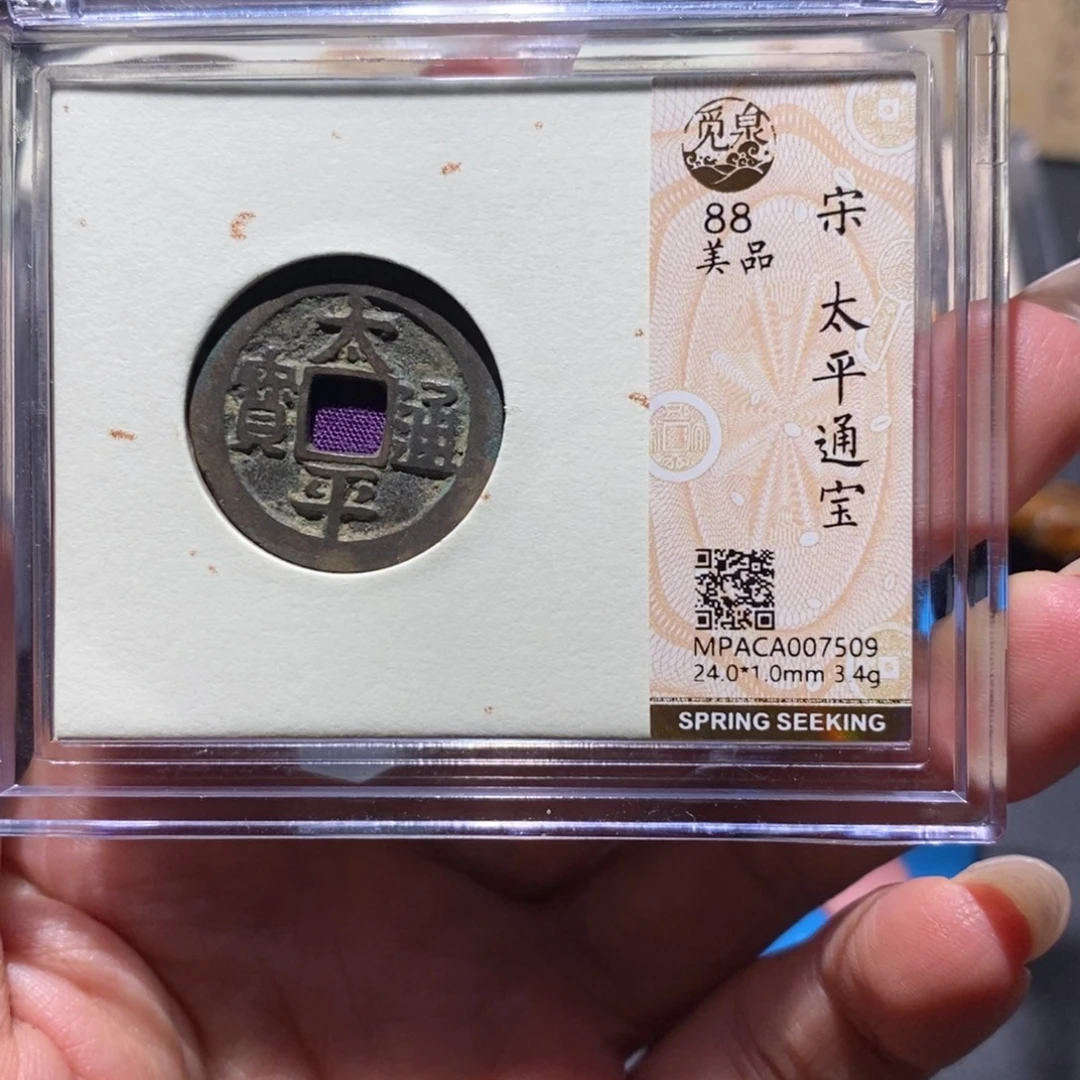 太
平
通
寳
觅泉
88
美品
宋 太平通宝
MPACA007509
24.0*1.0mm 3.4g
SPRING SEEKING